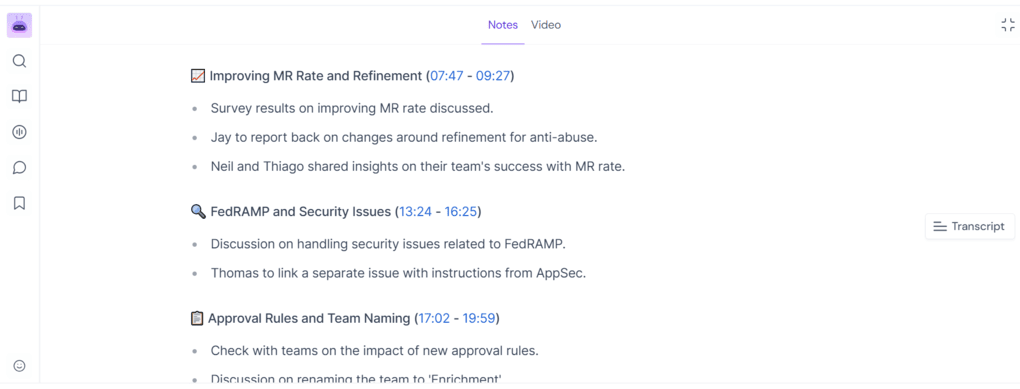 Notes Video
Improving MR Rate and Refinement (07:47 - 09:27)
Survey results on improving MR rate discussed.
Jay to report back on changes around refinement for anti-abuse.
Neil and Thiago shared insights on their team's success with MR rate.
FedRAMP and Security Issues (13:24 - 16:25)
Transcript
Discussion on handling security issues related to FedRAMP.
Thomas to link a separate issue with instructions from AppSec.
Approval Rules and Team Naming (17:02 - 19:59)
Check with teams on the impact of new approval rules.
Discussion on renaming the team to 'Enrichment'